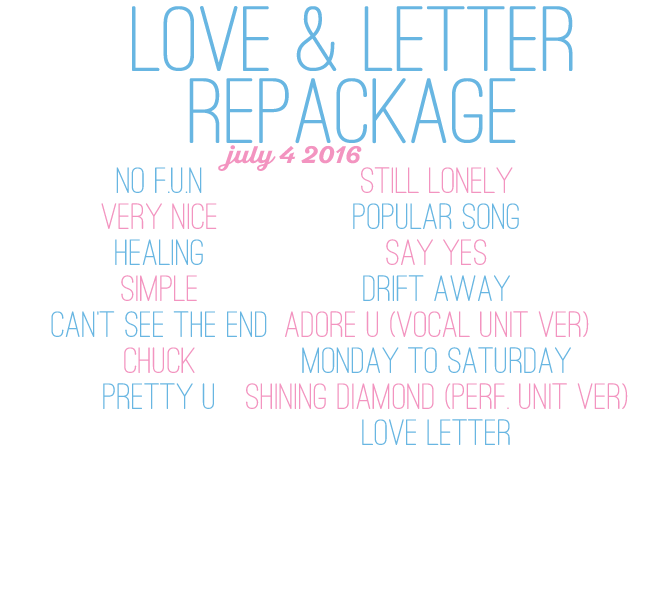 LOVE & LETTER
REPACKAGE
july 4 2016
NO F.U.N
VERY NICE
HEALING
SIMPLE
CAN'T SEE THE END
CHUCK
PRETTY U
STILL LONELY
POPULAR SONG
SAY YES
DRIFT AWAY
ADORE U (VOCAL UNIT VER)
MONDAY TO SATURDAY
SHINING DIAMOND (PERF. UNIT VER)
LOVE LETTER